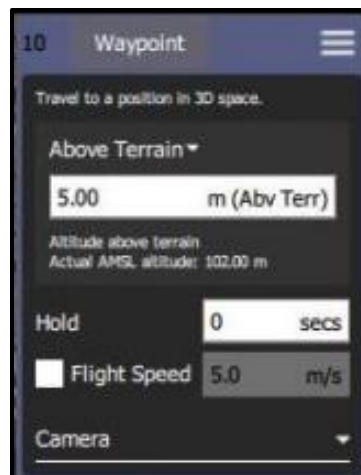 10 Waypoint
Travel to a position in 3D space.
Above Terrain
5.00 m (Abv Terr)
Altitude above terrain
Actual AMSL altitude: 102.00 m
Hold 0 secs
Flight Speed 5.0 m/s
Camera